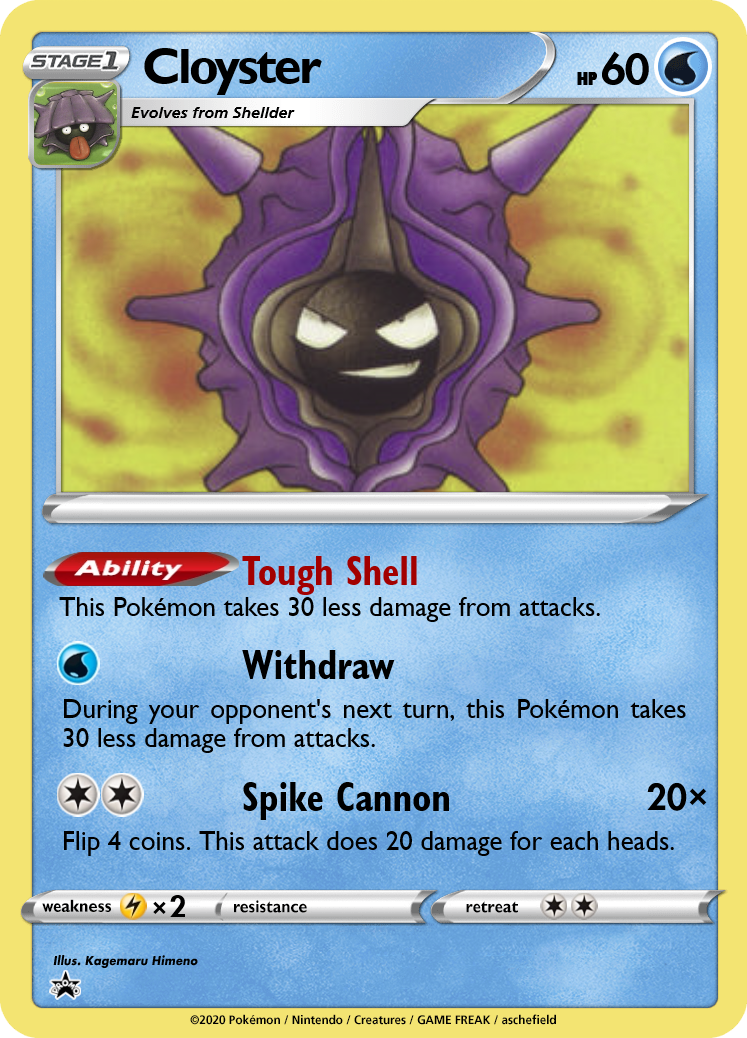 STAGE1
Cloyster
HP 60
Evolves from Shellder
Ability Tough Shell
This Pokémon takes 30 less damage from attacks.
Withdraw
During your opponent's next turn, this Pokémon takes
30 less damage from attacks.
Spike Cannon 20×
Flip 4 coins. This attack does 20 damage for each heads.
weakness ×2 resistance retreat
Illus. Kagemaru Himeno
PROMO
©2020 Pokémon / Nintendo / Creatures / GAME FREAK / aschefield